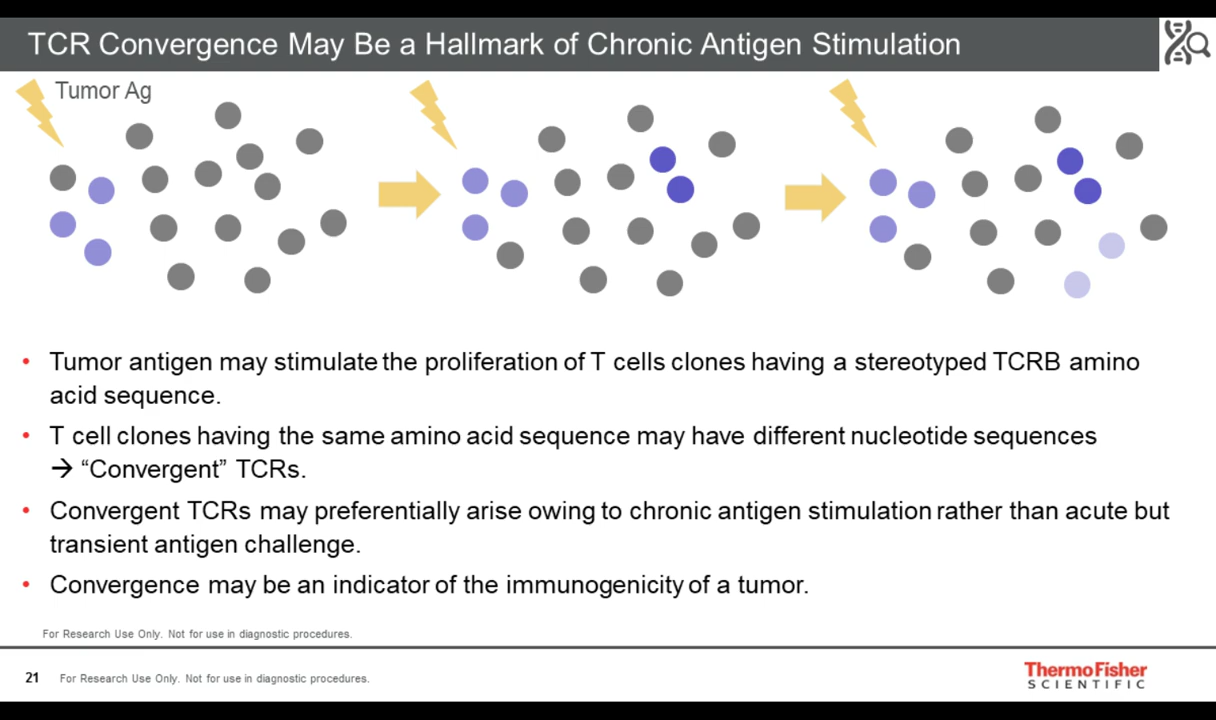 TCR Convergence May Be a Hallmark of Chronic Antigen Stimulation
Tumor Ag
• Tumor antigen may stimulate the proliferation of T cells clones having a stereotyped TCRB amino
acid sequence.
• T cell clones having the same amino acid sequence may have different nucleotide sequences
→ “Convergent” TCRs.
• Convergent TCRs may preferentially arise owing to chronic antigen stimulation rather than acute but
transient antigen challenge.
• Convergence may be an indicator of the immunogenicity of a tumor.
For Research Use Only. Not for use in diagnostic procedures.
21 For Research Use Only. Not for use in diagnostic procedures.
ThermoFisher
SCIENTIFIC